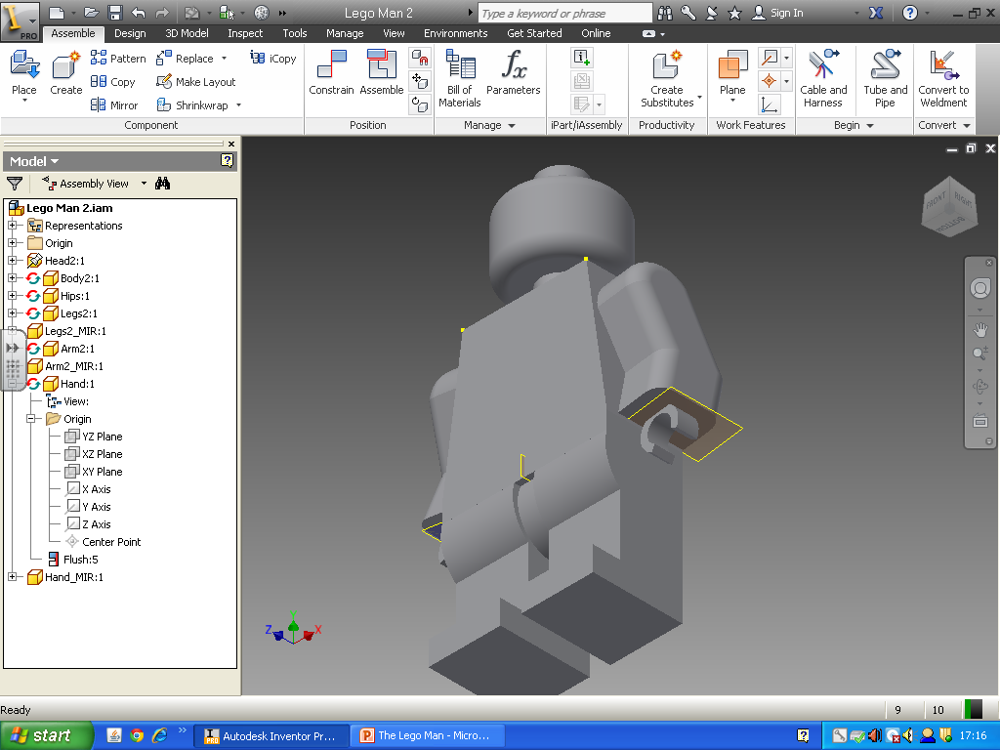 PRO
Lego Man 2
Type a keyword or phrase
Sign In
Assemble Design 3D Model Inspect Tools Manage View Environments Get Started Online
Place
Create
Pattern
Copy
Mirror
Replace
Make Layout
Shrinkwrap
iCopy
Component
Constrain
Assemble
Position
Bill of
Materials
Parameters
Manage
iPart/iAssembly
Create
Substitutes
Productivity
Plane
Work Features
Cable and
Harness
Tube and
Pipe
Begin
Convert to
Weldment
Convert
Model
Assembly View
Lego Man 2.iam
Representations
Origin
Head2:1
Body2:1
Hips:1
Legs2:1
Legs2_MIR:1
Arm2:1
Arm2_MIR:1
Hand:1
View:
Origin
YZ Plane
XZ Plane
XY Plane
X Axis
Y Axis
Z Axis
Center Point
Flush:5
Hand_MIR:1
FRONT
RIGHT
BOTTOM
Y
Z
X
Ready
9
10
start
PRO
Autodesk Inventor Pr...
The Lego Man - Micro...
17:16